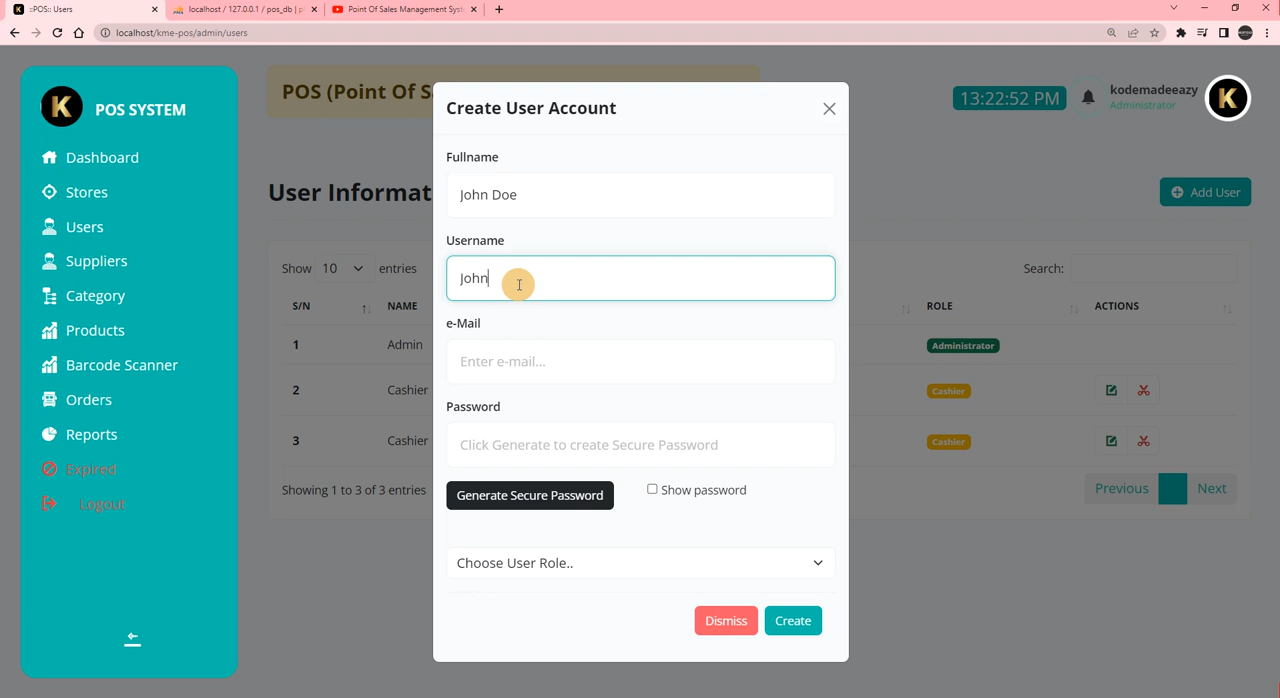 ::POS:: Users
localhost / 127.0.0.1 / pos_db | p
Point Of Sales Management Syst
localhost/kme-pos/admin/users
K
POS SYSTEM
Dashboard
Stores
Users
Suppliers
Category
Products
Barcode Scanner
Orders
Reports
Expired
Logout
POS (Point Of S
13:22:52 PM
kodemadeeazy
Administrator
K
User Informat
Add User
Show 10 entries
Search:
S/N NAME ROLE ACTIONS
1 Admin Administrator
2 Cashier Cashier
3 Cashier Cashier
Showing 1 to 3 of 3 entries
Previous Next
Create User Account
Fullname
John Doe
Username
John
e-Mail
Enter e-mail...
Password
Click Generate to create Secure Password
Generate Secure Password
Show password
Choose User Role..
Dismiss
Create